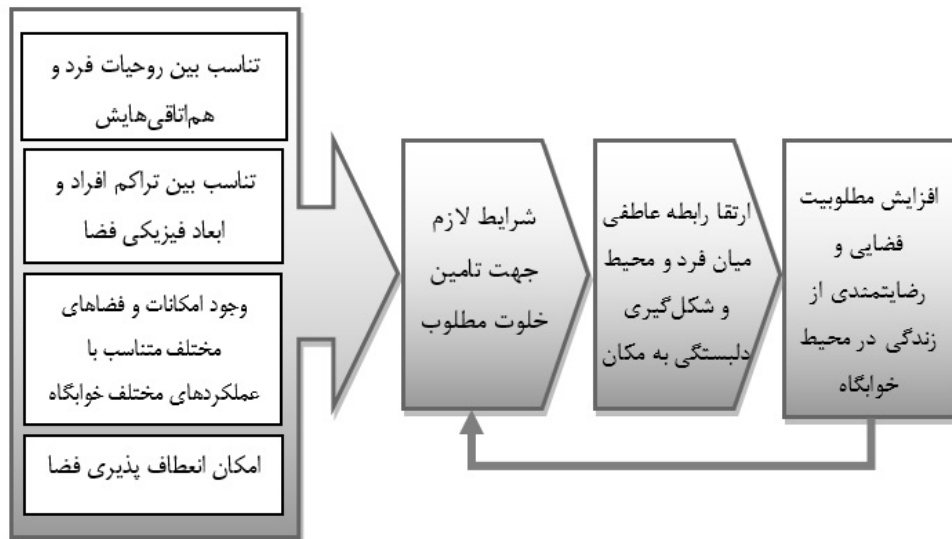 تناسب بین روحیات فرد و
هم‌اتاقی‌هایش
تناسب بین تراکم افراد و
ابعاد فیزیکی فضا
وجود امکانات و فضاهای
مختلف متناسب با
عملکردهای مختلف خوابگاه
امکان انعطاف پذیری فضا
شرایط لازم
جهت تامین
خلوت مطلوب
ارتقا رابطه عاطفی
میان فرد و محیط
و شکل‌گیری
دلبستگی به مکان
افزایش مطلوبیت
فضایی و
رضایتمندی از
زندگی در محیط
خوابگاه